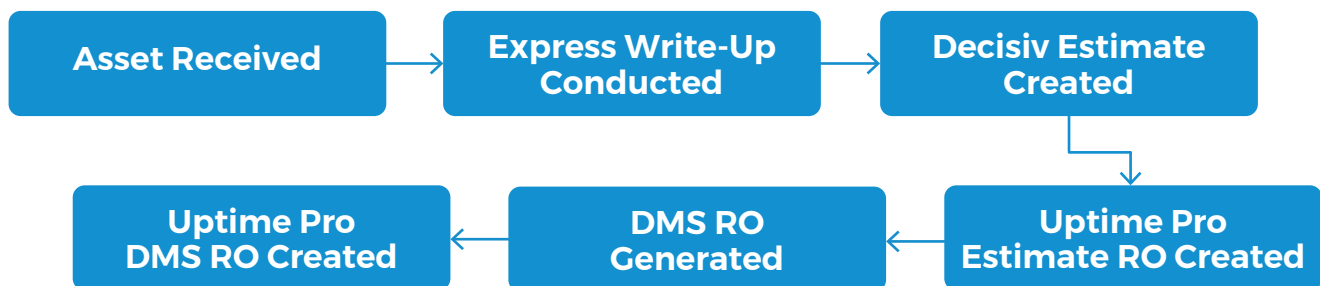 Asset Received
Express Write-Up
Conducted
Decisiv Estimate
Created
Uptime Pro
Estimate RO Created
DMS RO
Generated
Uptime Pro
DMS RO Created